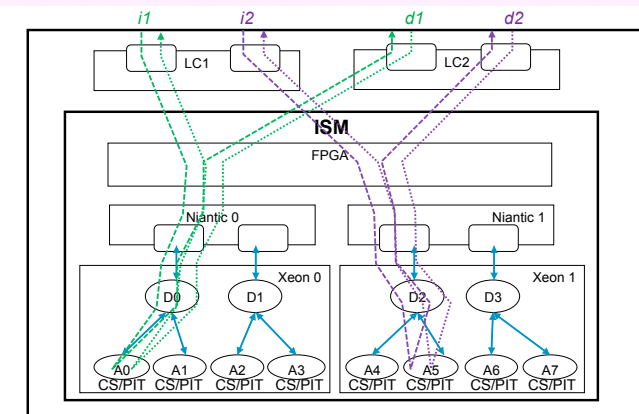 i1 i2 d1 d2
LC1 LC2
ISM
FPGA
Niantic 0 Niantic 1
Xeon 0 Xeon 1
D0 D1 D2 D3
A0 A1 A2 A3 A4 A5 A6 A7
CS/PIT CS/PIT CS/PIT CS/PIT CS/PIT CS/PIT CS/PIT CS/PIT